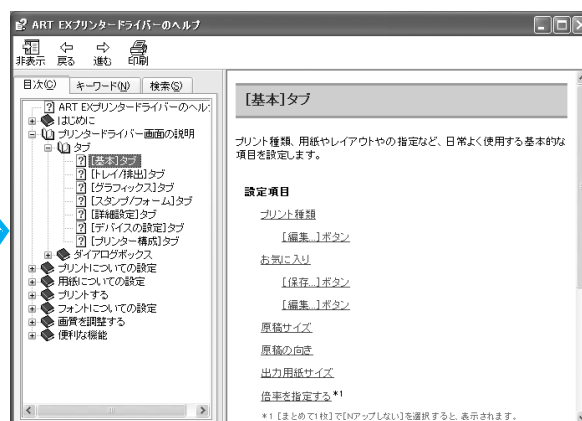 ART EXプリンタードライバーのヘルプ
非表示 戻る 進む 印刷
目次(C) キーワード(N) 検索(S)
ART EXプリンタードライバーのヘル
はじめに
プリンタードライバー画面の説明
タブ
[基本]タブ
[トレイ/排出]タブ
[グラフィックス]タブ
[スタンプ/フォーム]タブ
[詳細設定]タブ
[デバイスの設定]タブ
[プリンター構成]タブ
ダイアログボックス
プリントについての設定
用紙についての設定
プリントする
フォントについての設定
画質を調整する
便利な機能
[基本]タブ
プリント種類、用紙やレイアウトやの指定など、日常よく使用する基本的な
項目を設定します。
設定項目
プリント種類
[編集...]ボタン
お気に入り
[保存...]ボタン
[編集...]ボタン
原稿サイズ
原稿の向き
出力用紙サイズ
倍率を指定する*1
*1 [まとめて1枚]で[Nアップしない]を選択すると、表示されます。